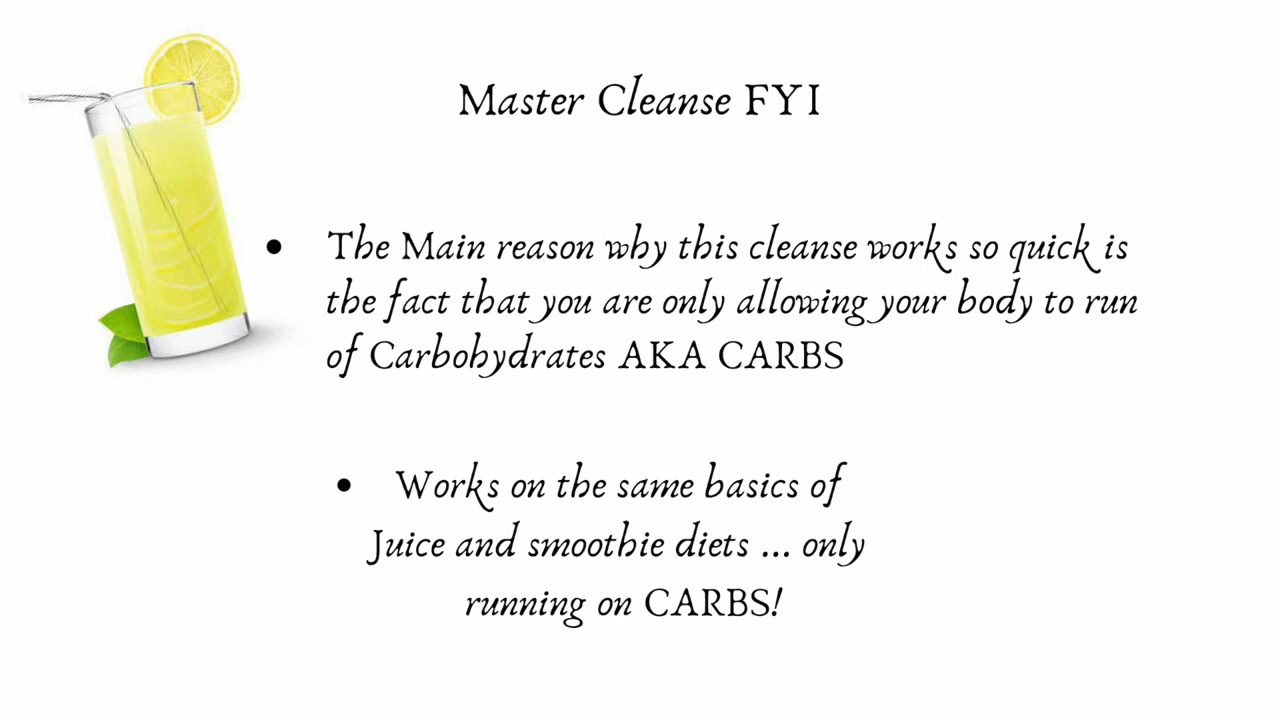 Master Cleanse FYI
• The Main reason why this cleanse works so quick is
the fact that you are only allowing your body to run
of Carbohydrates AKA CARBS
• Works on the same basics of
Juice and smoothie diets ... only
running on CARBS!